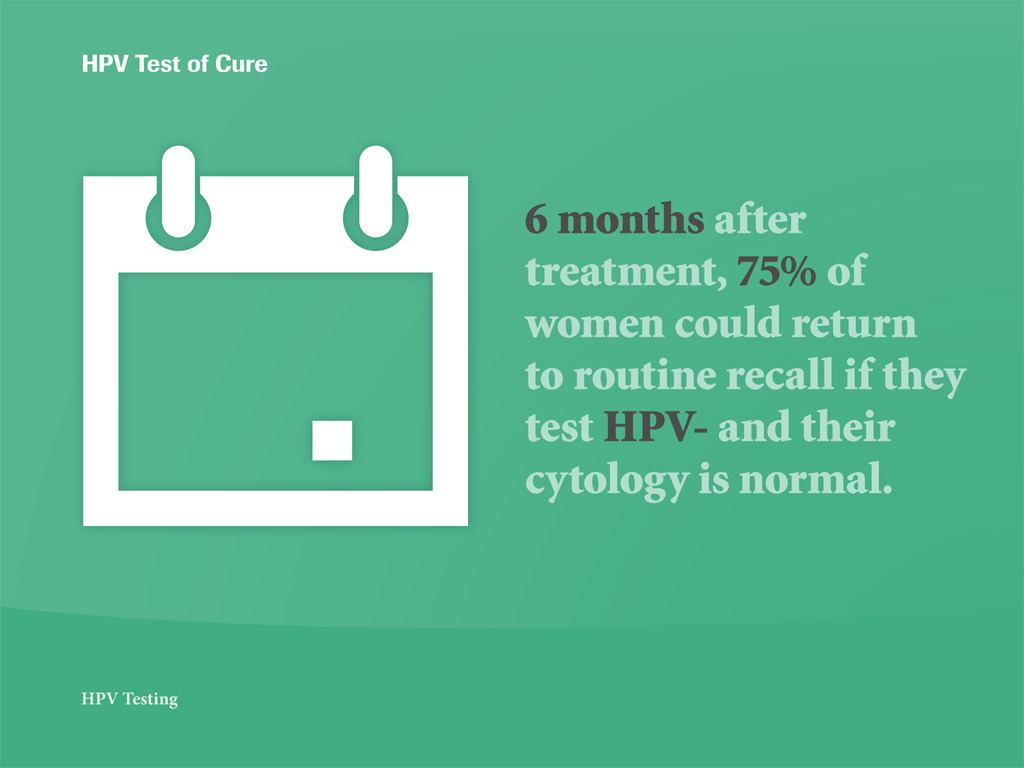 HPV Test of Cure
6 months after
treatment, 75% of
women could return
to routine recall if they
test HPV- and their
cytology is normal.
HPV Testing